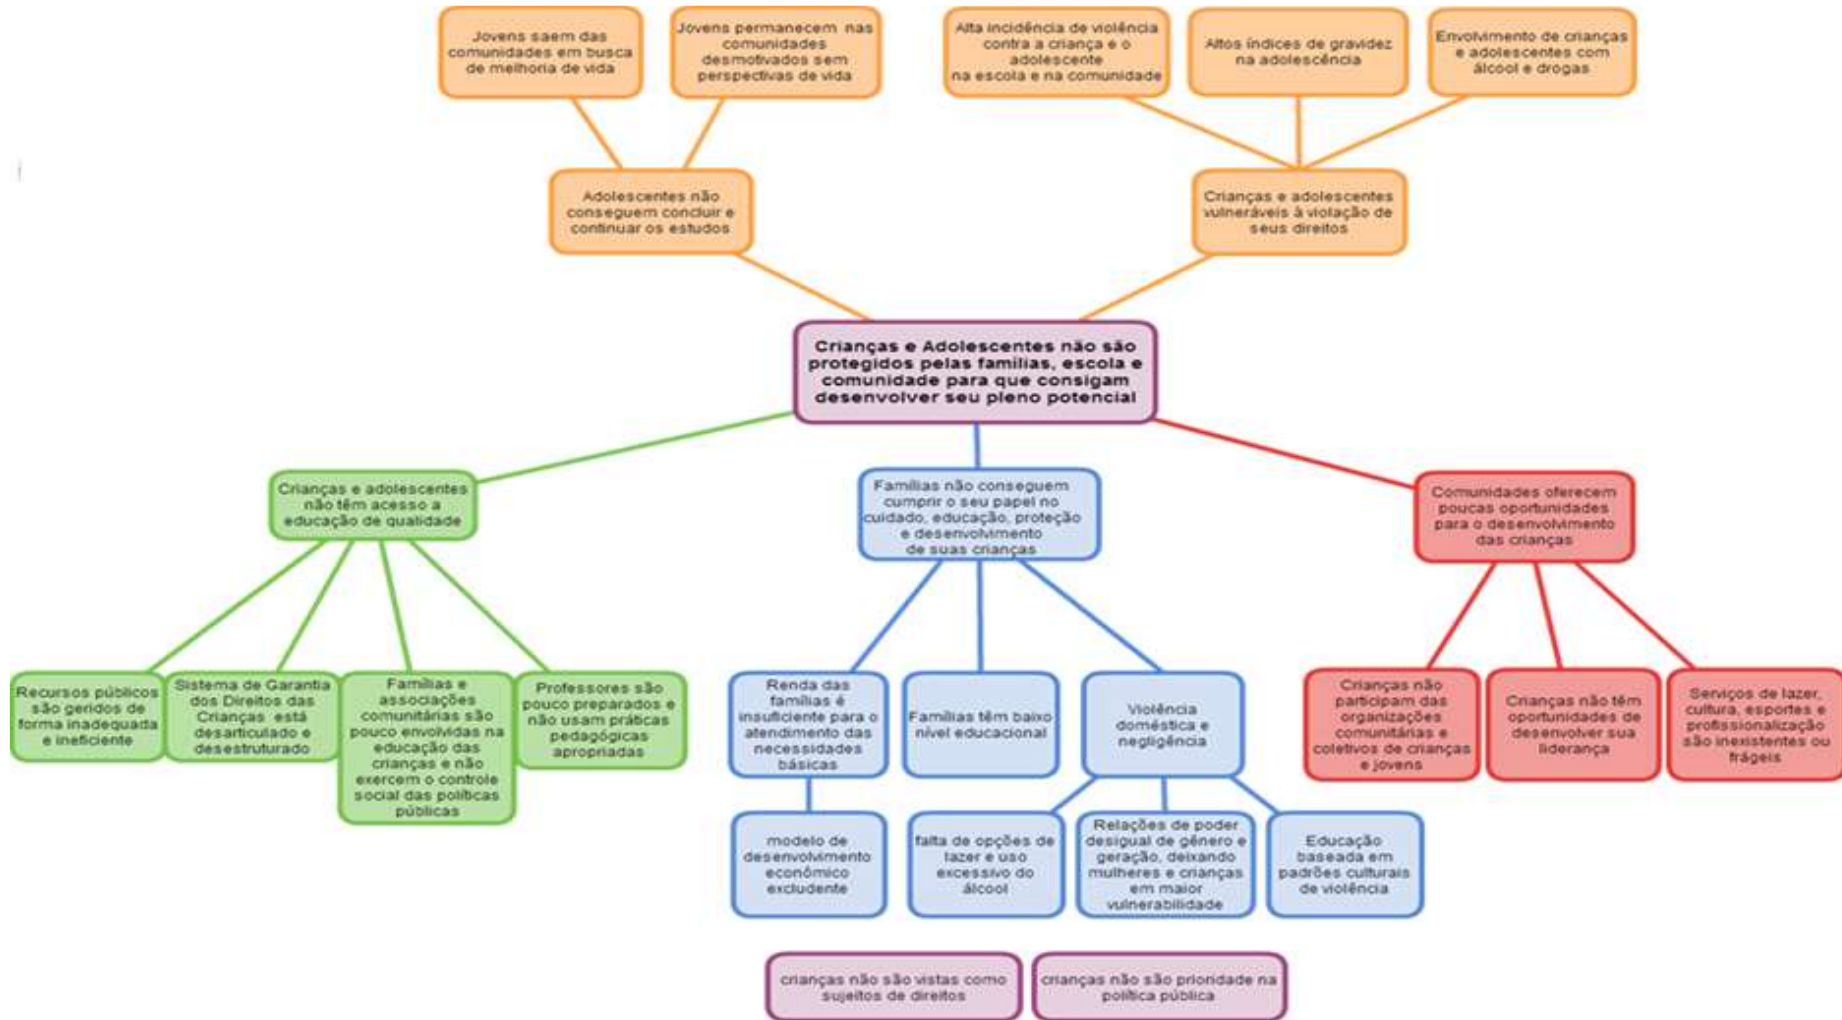 Jovens saem das
comunidades em busca
de melhoria de vida
Jovens permanecem nas
comunidades
desmotivados sem
perspectivas de vida
Alta incidência de violência
contra a criança e o
adolescente
na escola e na comunidade
Altos índices de gravidez
na adolescência
Envolvimento de crianças
e adolescentes com
álcool e drogas
Adolescentes não
conseguem concluir e
continuar os estudos
Crianças e adolescentes
vulneráveis à violação de
seus direitos
Crianças e Adolescentes não são
protegidos pelas famílias, escola e
comunidade para que consigam
desenvolver seu pleno potencial
Crianças e adolescentes
não têm acesso a
educação de qualidade
Famílias não conseguem
cumprir o seu papel no
cuidado, educação, proteção
e desenvolvimento
de suas crianças
Comunidades oferecem
poucas oportunidades
para o desenvolvimento
das crianças
Recursos públicos
são geridos de
forma inadequada
e ineficiente
Sistema de Garantia
dos Direitos das
Crianças está
desarticulado e
desestruturado
Famílias e
associações
comunitárias são
pouco envolvidas na
educação das
crianças e não
exercem o controle
social das políticas
públicas
Professores são
pouco preparados e
não usam práticas
pedagógicas
apropriadas
Renda das
famílias é
insuficiente para o
atendimento das
necessidades
básicas
Famílias têm baixo
nível educacional
Violência
doméstica e
negligência
Crianças não
participam das
organizações
comunitárias e
coletivos de crianças
e jovens
Crianças não têm
oportunidades de
desenvolver sua
liderança
Serviços de lazer,
cultura, esportes e
profissionalização
são inexistentes ou
frágeis
modelo de
desenvolvimento
econômico
excludente
falta de opções de
lazer e uso
excessivo do
álcool
Relações de poder
desigual de gênero e
geração, deixando
mulheres e crianças
em maior
vulnerabilidade
Educação
baseada em
padrões culturais
de violência
crianças não são vistas como
sujeitos de direitos
crianças não são prioridade na
política pública